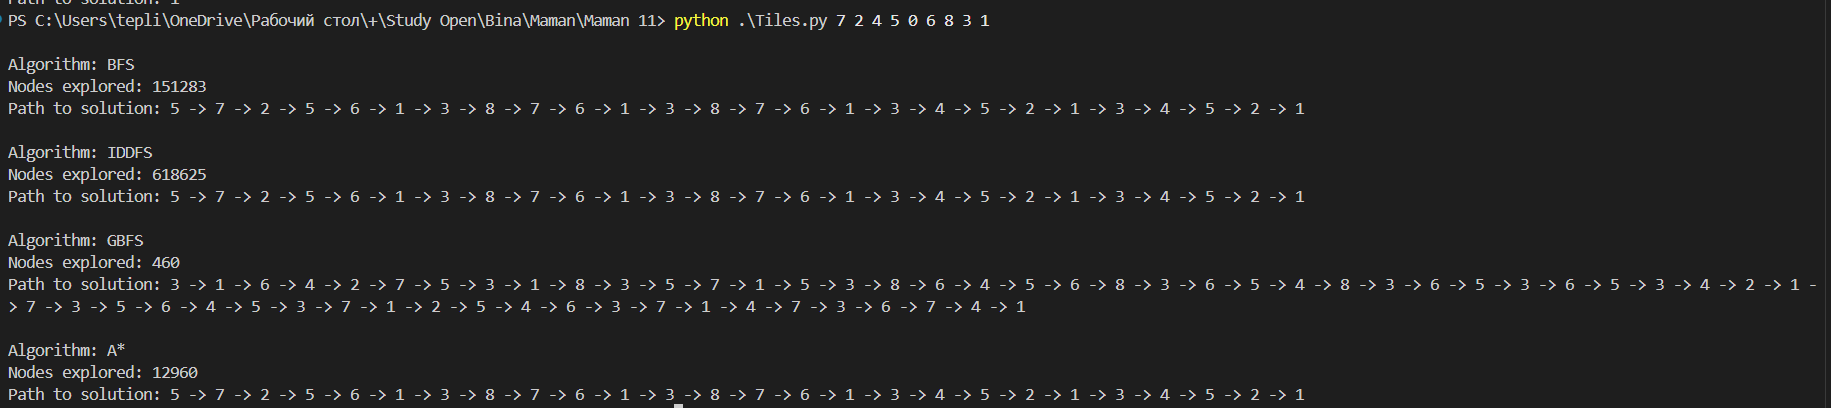 PS C:\Users\tepli\OneDrive\Рабочий стол\+\Study Open\Bina\Maman\Maman 11> python .\Tiles.py 7 2 4 5 0 6 8 3 1
Algorithm: BFS
Nodes explored: 151283
Path to solution: 5 -> 7 -> 2 -> 5 -> 6 -> 1 -> 3 -> 8 -> 7 -> 6 -> 1 -> 3 -> 8 -> 7 -> 6 -> 1 -> 3 -> 4 -> 5 -> 2 -> 1 -> 3 -> 4 -> 5 -> 2 -> 1
Algorithm: IDDFS
Nodes explored: 618625
Path to solution: 5 -> 7 -> 2 -> 5 -> 6 -> 1 -> 3 -> 8 -> 7 -> 6 -> 1 -> 3 -> 8 -> 7 -> 6 -> 1 -> 3 -> 4 -> 5 -> 2 -> 1 -> 3 -> 4 -> 5 -> 2 -> 1
Algorithm: GBFS
Nodes explored: 460
Path to solution: 3 -> 1 -> 6 -> 4 -> 2 -> 7 -> 5 -> 3 -> 1 -> 8 -> 3 -> 5 -> 7 -> 1 -> 5 -> 3 -> 8 -> 6 -> 4 -> 5 -> 6 -> 8 -> 3 -> 6 -> 5 -> 4 -> 8 -> 3 -> 6 -> 5 -> 3 -> 6 -> 5 -> 3 -> 4 -> 2 -> 1 -
> 7 -> 3 -> 5 -> 6 -> 4 -> 5 -> 3 -> 7 -> 1 -> 2 -> 5 -> 4 -> 6 -> 3 -> 7 -> 1 -> 4 -> 7 -> 3 -> 6 -> 7 -> 4 -> 1
Algorithm: A*
Nodes explored: 12960
Path to solution: 5 -> 7 -> 2 -> 5 -> 6 -> 1 -> 3 -> 8 -> 7 -> 6 -> 1 -> 3 -> 8 -> 7 -> 6 -> 1 -> 3 -> 4 -> 5 -> 2 -> 1 -> 3 -> 4 -> 5 -> 2 -> 1